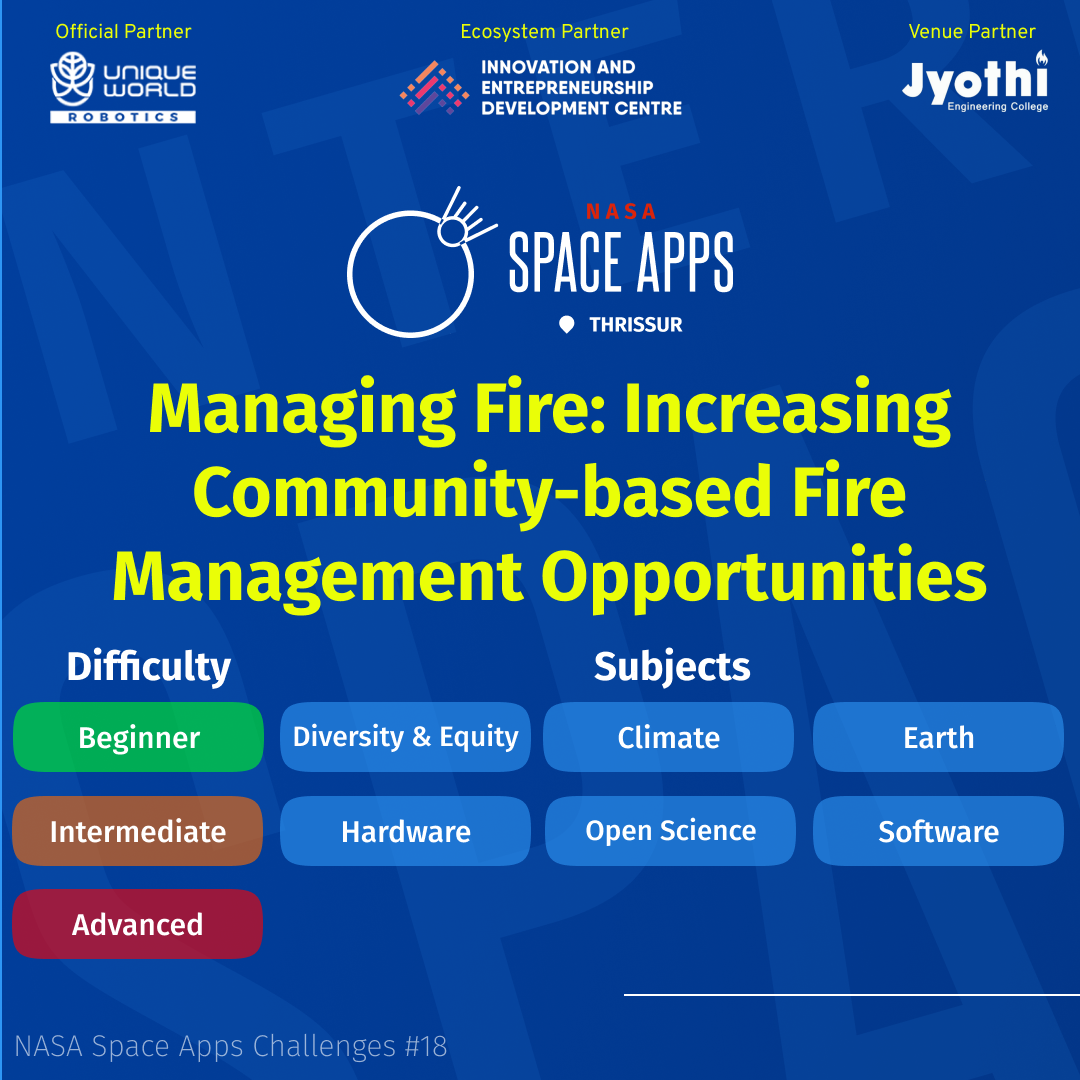 Official Partner
Ecosystem Partner
Venue Partner
UNIQUE
WORLD
ROBOTICS
INNOVATION AND
ENTREPRENEURSHIP
DEVELOPMENT CENTRE
Jyothi
Engineering College
NASA
SPACE APPS
THRISSUR
Managing Fire: Increasing
Community-based Fire
Management Opportunities
Difficulty
Subjects
Beginner
Diversity & Equity
Climate
Earth
Intermediate
Hardware
Open Science
Software
Advanced
NASA Space Apps Challenges #18